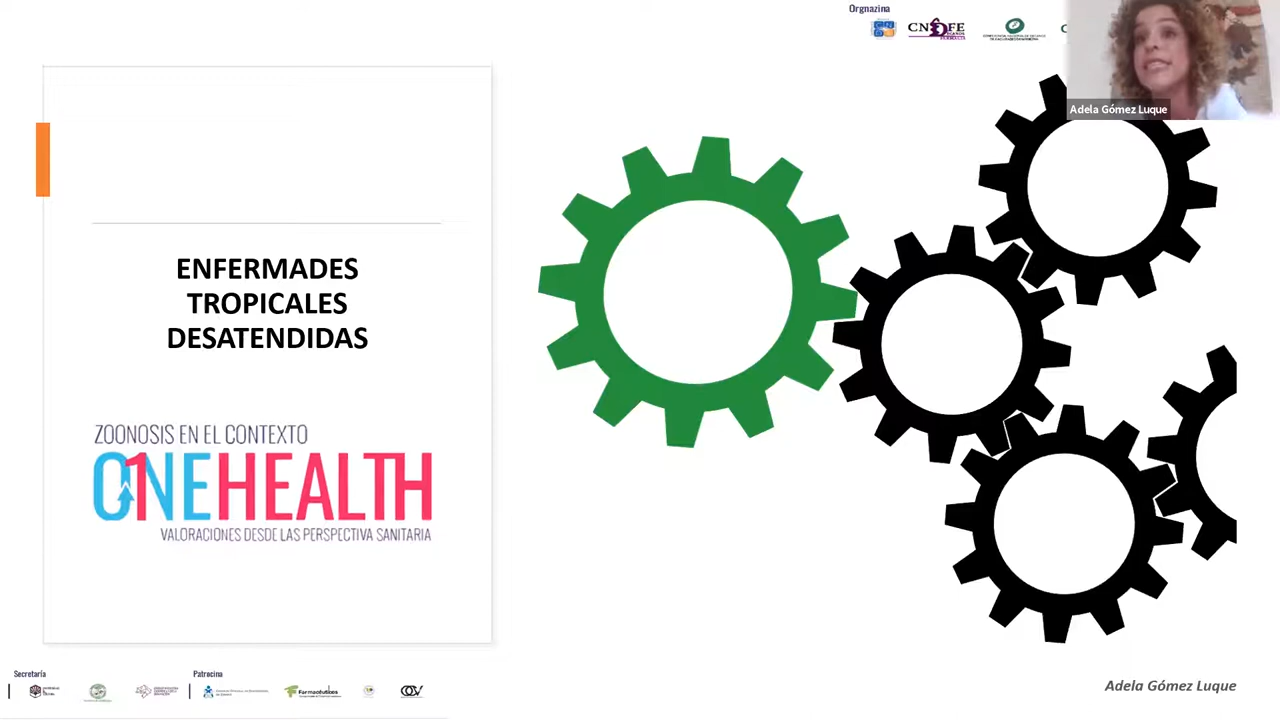 Orgnazina
CNDFE
Adela Gómez Luque
ENFERMADES
TROPICALES
DESATENDIDAS
ZOONOSIS EN EL CONTEXTO
ONEHEALTH
VALORACIONES DESDE LAS PERSPECTIVA SANITARIA
Secretaría
Patrocina
Farmacéuticos
Adela Gómez Luque